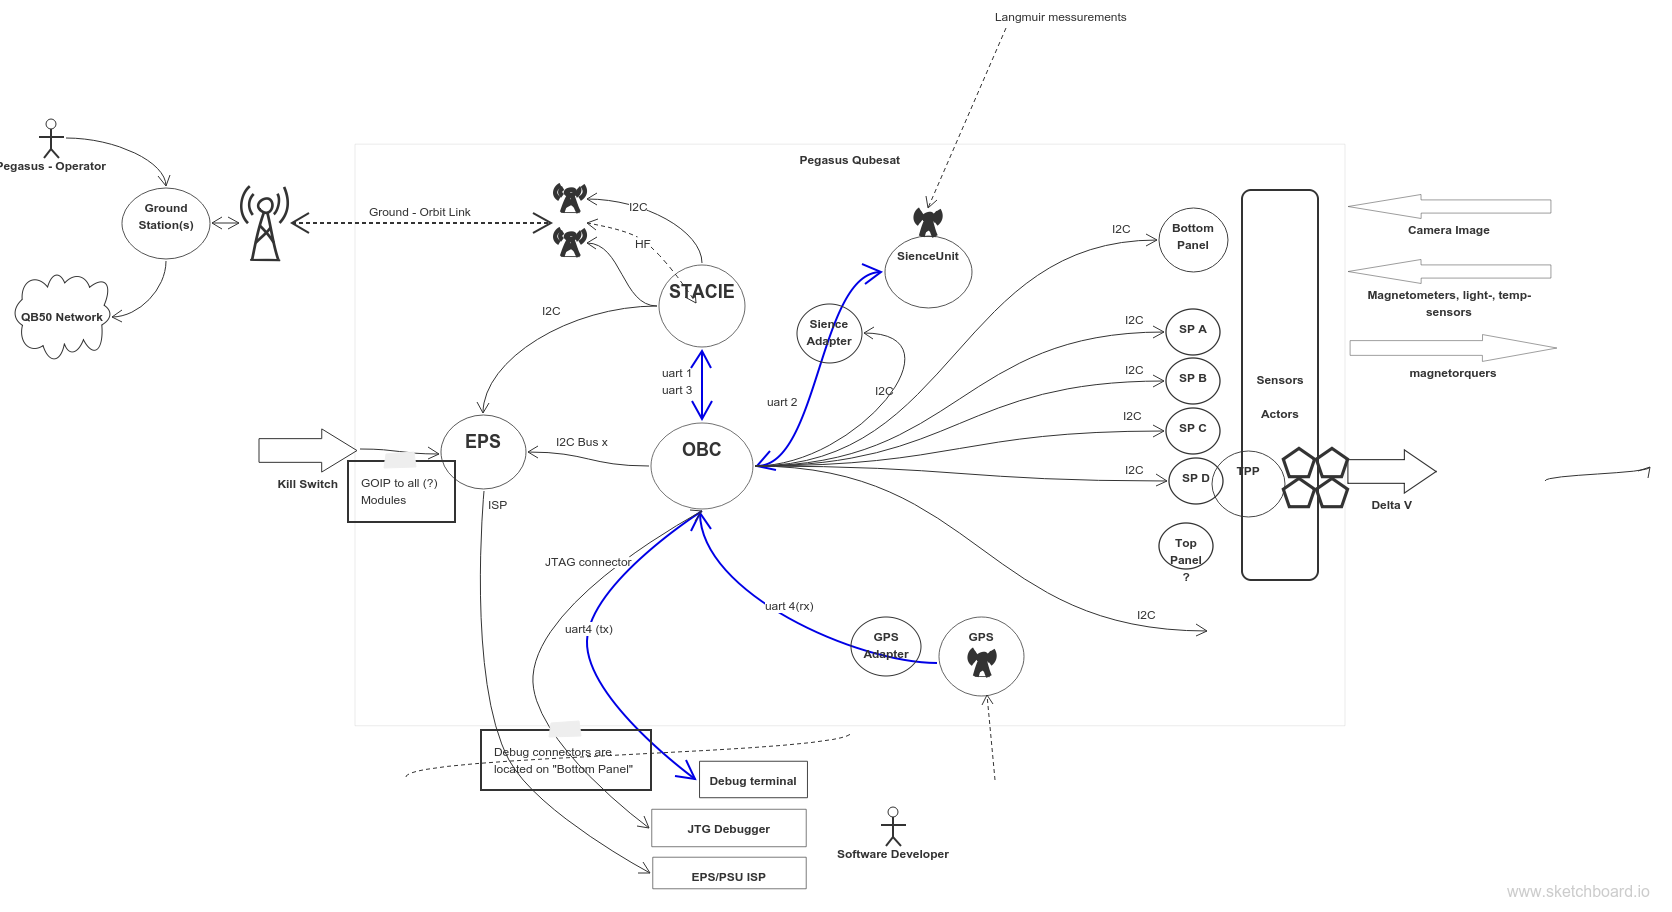 Langmuir messurements
Pegasus - Operator
Pegasus Qubesat
Ground
Station(s)
Ground - Orbit Link
I2C
HF
STACIE
SienceUnit
I2C
Bottom
Panel
Camera Image
Magnetometers, light-, temp-
sensors
QB50 Network
I2C
Sience
Adapter
I2C
SP A
magnetorquers
uart 1
uart 3
I2C
SP B
Sensors
Actors
I2C
uart 2
I2C
SP C
EPS
I2C Bus x
OBC
I2C
SP D
TPP
Kill Switch
GOIP to all (?)
Modules
ISP
Delta V
JTAG connector
Top
Panel
?
uart 4(rx)
uart4 (tx)
I2C
GPS
Adapter
GPS
Debug connectors are
located on "Bottom Panel"
Debug terminal
JTG Debugger
Software Developer
EPS/PSU ISP
www.sketchboard.io